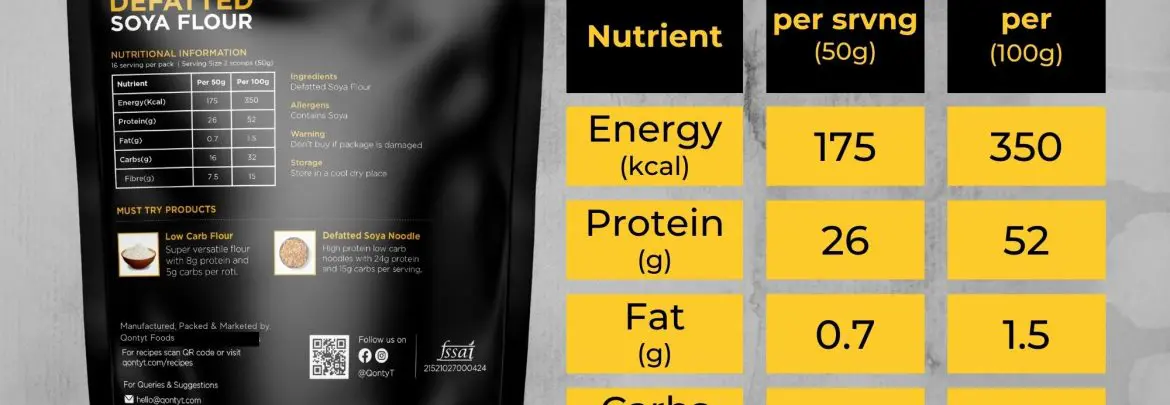 DEFATTED
SOYA FLOUR
NUTRITIONAL INFORMATION
16 serving per pack | Serving Size 2 scoops (50g)
Nutrient Per 50g Per 100g
Energy(Kcal) 175 350
Protein(g) 26 52
Fat(g) 0.7 1.5
Carbs(g) 16 32
Fibre(g) 7.5 15
Ingredients
Defatted Soya Flour
Allergens
Contains Soya
Warning
Don't buy if package is damaged
Storage
Store in a cool dry place
MUST TRY PRODUCTS
Low Carb Flour
Super versatile flour
with 8g protein and
5g carbs per roti.
Defatted Soya Noodle
High protein low carb
noodles with 24g protein
and 15g carbs per serving.
Manufactured, Packed & Marketed by
Qontyt Foods
For recipes scan QR code or visit
qontyt.com/recipes
For Queries & Suggestions
hello@qontyt.com
Follow us on
@QontyT
fssai
21521027000424
Nutrient per srvng (50g) per (100g)
Energy (kcal) 175 350
Protein (g) 26 52
Fat (g) 0.7 1.5
Carbs